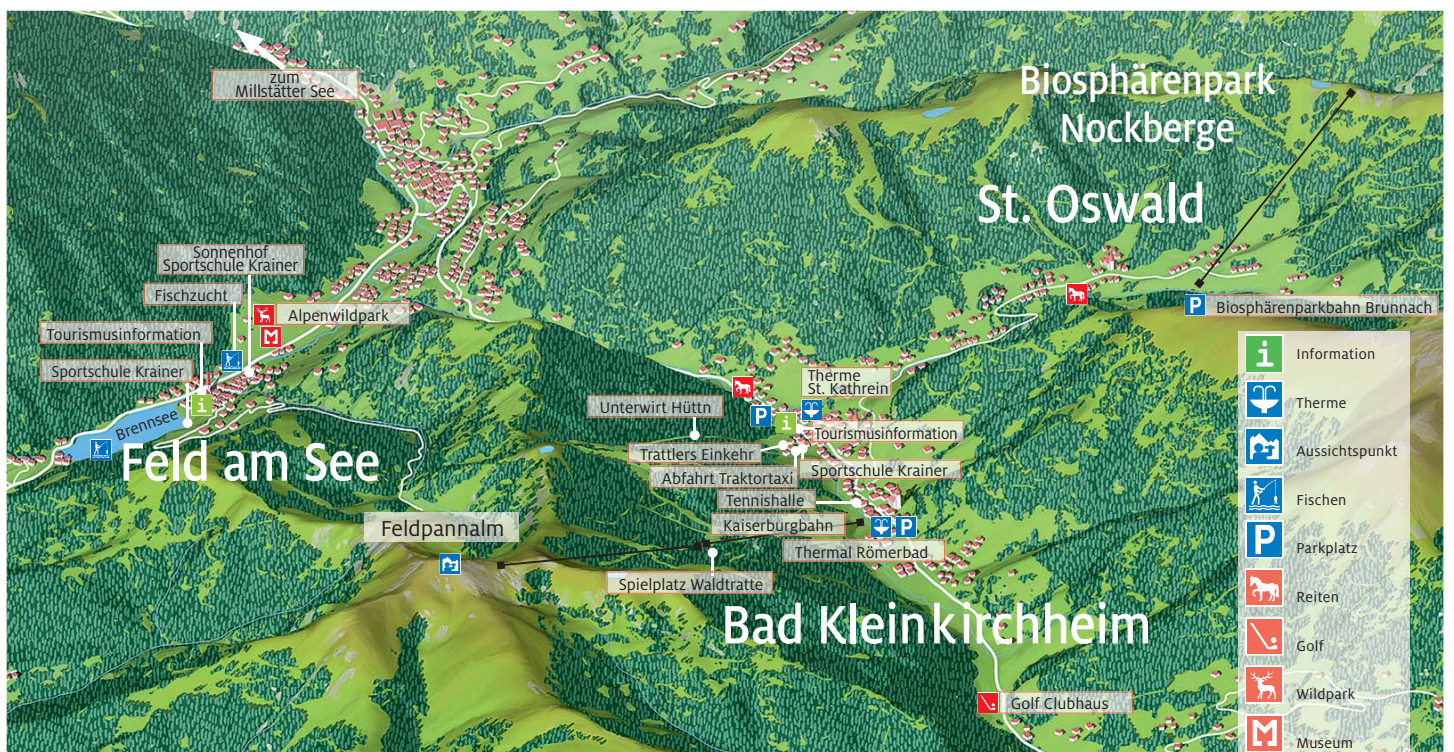 zum
Millstätter See
Biosphärenpark
Nockberge
St. Oswald
Sonnenhof
Sportschule Krainer
Fischzucht
Alpenwildpark
Tourismusinformation
Sportschule Krainer
Brennsee
Feld am See
Biosphärenparkbahn Brunnach
Therme
St. Kathrein
Unterwirt Hüttn
Tourismusinformation
Trattlers Einkehr
Sportschule Krainer
Abfahrt Traktortaxi
Tennishalle
Kaiserburgbahn
Thermal Römerbad
Feldpannalm
Spielplatz Waldtratte
Bad Kleinkirchheim
Golf Clubhaus
i Information
Therme
Aussichtspunkt
Fischen
P Parkplatz
Reiten
Golf
Wildpark
M Museum
M
i
P
P
i
P